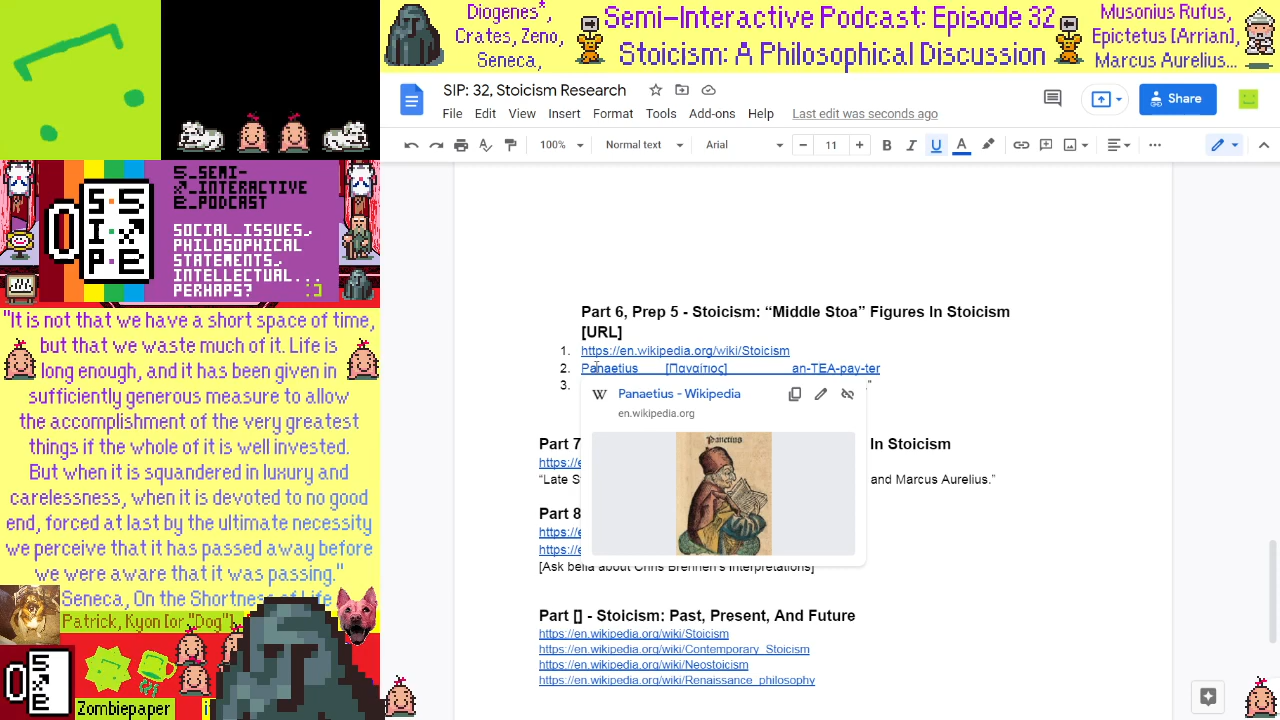 Diogenes*,
Crates, Zeno,
Seneca,
Semi-Interactive Podcast: Episode 32
Stoicism: A Philosophical Discussion
Musonius Rufus,
Epictetus [Arrian],
Marcus Aurelius...
SIP: 32, Stoicism Research
File Edit View Insert Format Tools Add-ons Help Last edit was seconds ago
Share
100% Normal text Arial 11 B I U A
S_SEMI-
_INTERACTIVE
_PODCAST
SOCIAL_ISSUES,
PHILOSOPHICAL
STATEMENTS,
INTELLECTUAL...
PERHAPS?
"It is not that we have a short space of time,
but that we waste much of it. Life is
long enough, and it has been given in
sufficiently generous measure to allow
the accomplishment of the very greatest
things if the whole of it is well invested.
But when it is squandered in luxury and
carelessness, when it is devoted to no good
end, forced at last by the ultimate necessity
we perceive that it has passed away before
we were aware that it was passing."
Seneca, On the Shortness of Life
Patrick, Kyon [or "Dog"],
Zombiepaper
Part 6, Prep 5 - Stoicism: “Middle Stoa” Figures In Stoicism
[URL]
1. https://en.wikipedia.org/wiki/Stoicism
2. Panaetius [Παναίτιος] an-TEA-pay-ter
3.
Panaetius - Wikipedia
en.wikipedia.org
Part 7 In Stoicism
https://e
“Late S and Marcus Aurelius.”
Part 8
https://e
https://e
[Ask bella about Chris Brennen's Interpretations]
Part [] - Stoicism: Past, Present, And Future
https://en.wikipedia.org/wiki/Stoicism
https://en.wikipedia.org/wiki/Contemporary_Stoicism
https://en.wikipedia.org/wiki/Neostoicism
https://en.wikipedia.org/wiki/Renaissance_philosophy